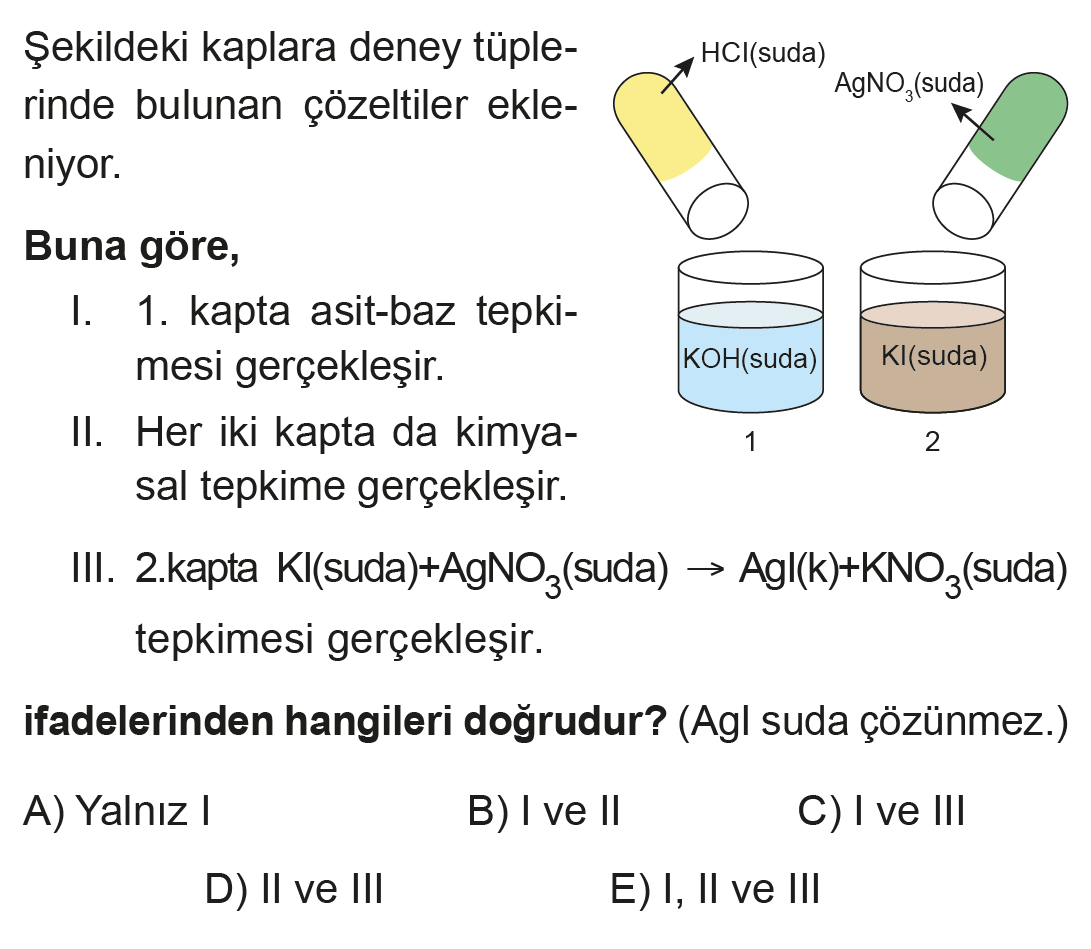 Şekildeki kaplara deney tüple-
rinde bulunan çözeltiler ekle-
niyor.
HCl(suda)
AgNO₃(suda)
KOH(suda)
KI(suda)
1
2
Buna göre,
I. 1. kapta asit-baz tepki-
mesi gerçekleşir.
II. Her iki kapta da kimya-
sal tepkime gerçekleşir.
III. 2.kapta KI(suda)+AgNO₃(suda) → AgI(k)+KNO₃(suda)
tepkimesi gerçekleşir.
ifadelerinden hangileri doğrudur? (AgI suda çözünmez.)
A) Yalnız I B) I ve II C) I ve III
D) II ve III E) I, II ve III